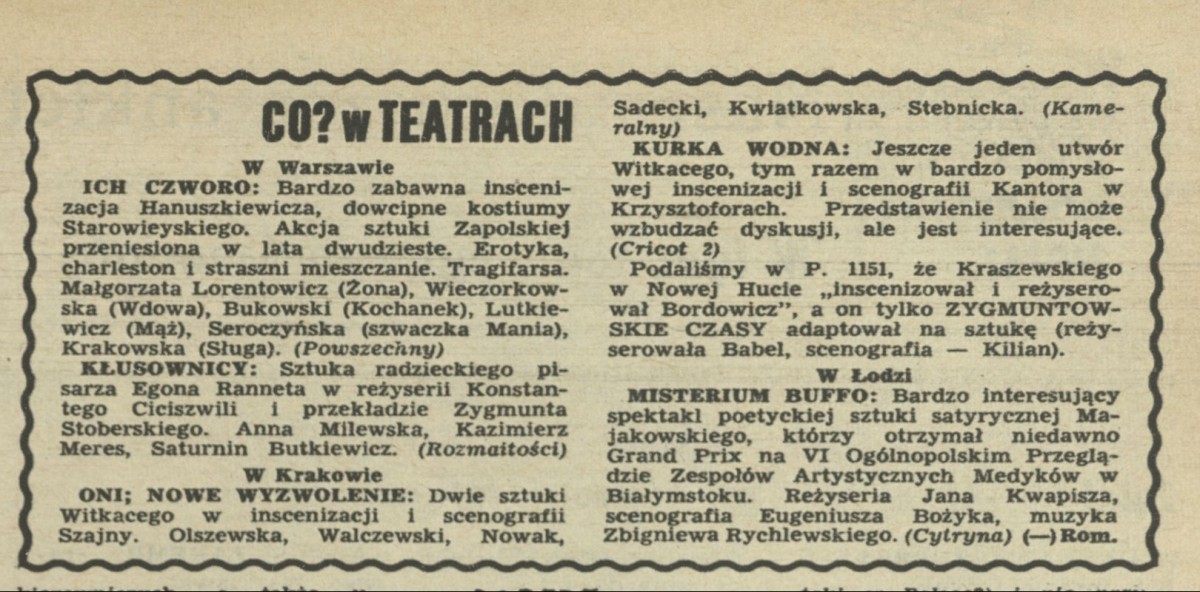 CO? w TEATRACH
W Warszawie
ICH CZWORO: Bardzo zabawna insceni-
zacja Hanuszkiewicza, dowcipne kostiumy
Starowieyskiego. Akcja sztuki Zapolskiej
przeniesiona w lata dwudzieste. Erotyka,
charleston i straszni mieszczanie. Tragifarsa.
Małgorzata Lorentowicz (Żona), Wieczorkow-
ska (Wdowa), Bukowski (Kochanek), Lutkie-
wicz (Mąż), Seroczyńska (szwaczka Mania),
Krakowska (Sługa). (Powszechny)
KŁUSOWNICY: Sztuka radzieckiego pi-
sarza Egona Ranneta w reżyserii Konstan-
tego Ciciszwili i przekładzie Zygmunta
Stoberskiego. Anna Milewska, Kazimierz
Meres, Saturnin Butkiewicz. (Rozmaitości)
W Krakowie
ONI; NOWE WYZWOLENIE: Dwie sztuki
Witkacego w inscenizacji i scenografii
Szajny. Olszewska, Walczewski, Nowak,
Sadecki, Kwiatkowska, Stebnicka. (Kame-
ralny)
KURKA WODNA: Jeszcze jeden utwór
Witkacego, tym razem w bardzo pomysło-
wej inscenizacji i scenografii Kantora w
Krzysztoforach. Przedstawienie nie może
wzbudzać dyskusji, ale jest interesujące.
(Cricot 2)
Podaliśmy w P. 1151, że Kraszewskiego
w Nowej Hucie „inscenizował i reżysero-
wał Bordowicz”, a on tylko ZYGMUNTOW-
SKIE CZASY adaptował na sztukę (reży-
serowała Babel, scenografia — Kilian).
W Łodzi
MISTERIUM BUFFO: Bardzo interesujący
spektakl poetyckiej sztuki satyrycznej Ma-
jakowskiego, którzy otrzymał niedawno
Grand Prix na VI Ogólnopolskim Przeglą-
dzie Zespołów Artystycznych Medyków w
Białymstoku. Reżyseria Jana Kwapisza,
scenografia Eugeniusza Bożyka, muzyka
Zbigniewa Rychlewskiego. (Cytryna) (—) Rom.